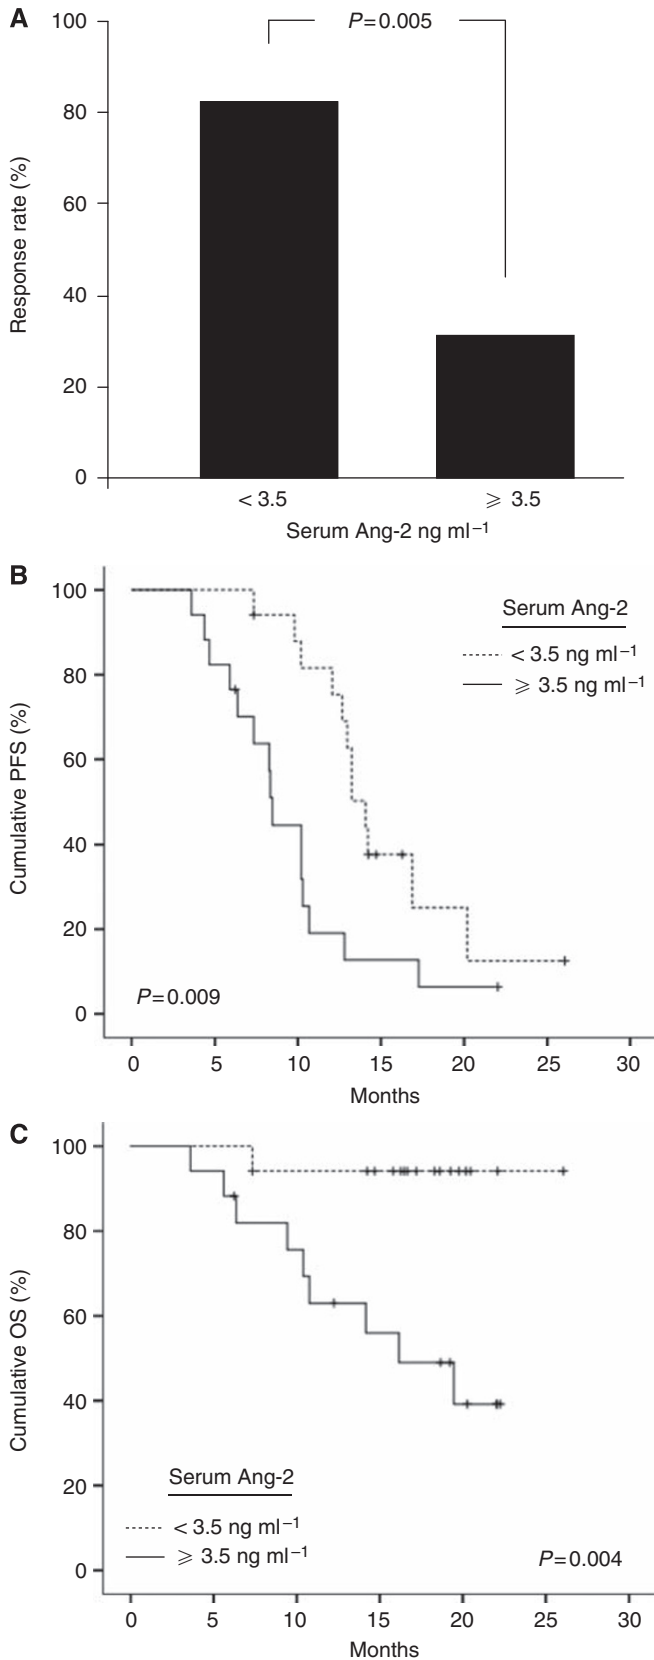 A
100
P=0.005
80
60
40
20
0
Response rate (%)
< 3.5
⩾ 3.5
Serum Ang-2 ng ml⁻¹
B
100
80
60
40
20
0
Cumulative PFS (%)
Serum Ang-2
< 3.5 ng ml⁻¹
⩾ 3.5 ng ml⁻¹
P=0.009
0 5 10 15 20 25 30
Months
C
100
80
60
40
20
0
Cumulative OS (%)
Serum Ang-2
< 3.5 ng ml⁻¹
⩾ 3.5 ng ml⁻¹
P=0.004
0 5 10 15 20 25 30
Months